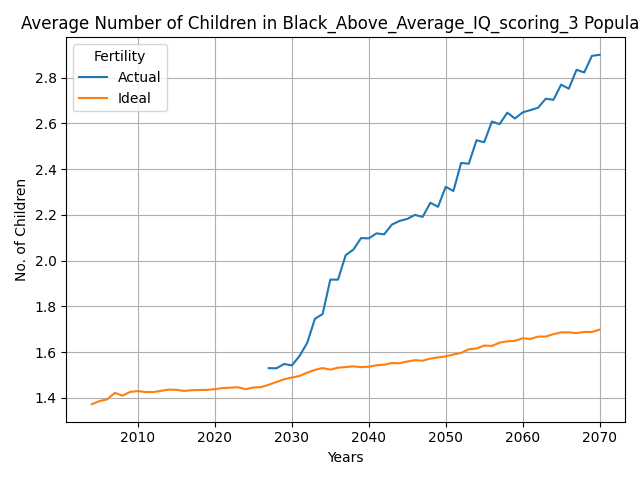 Average Number of Children in Black_Above_Average_IQ_scoring_3 Popula
Fertility
Actual
Ideal
2.8
2.6
2.4
2.2
2.0
1.8
1.6
1.4
No. of Children
2010 2020 2030 2040 2050 2060 2070
Years